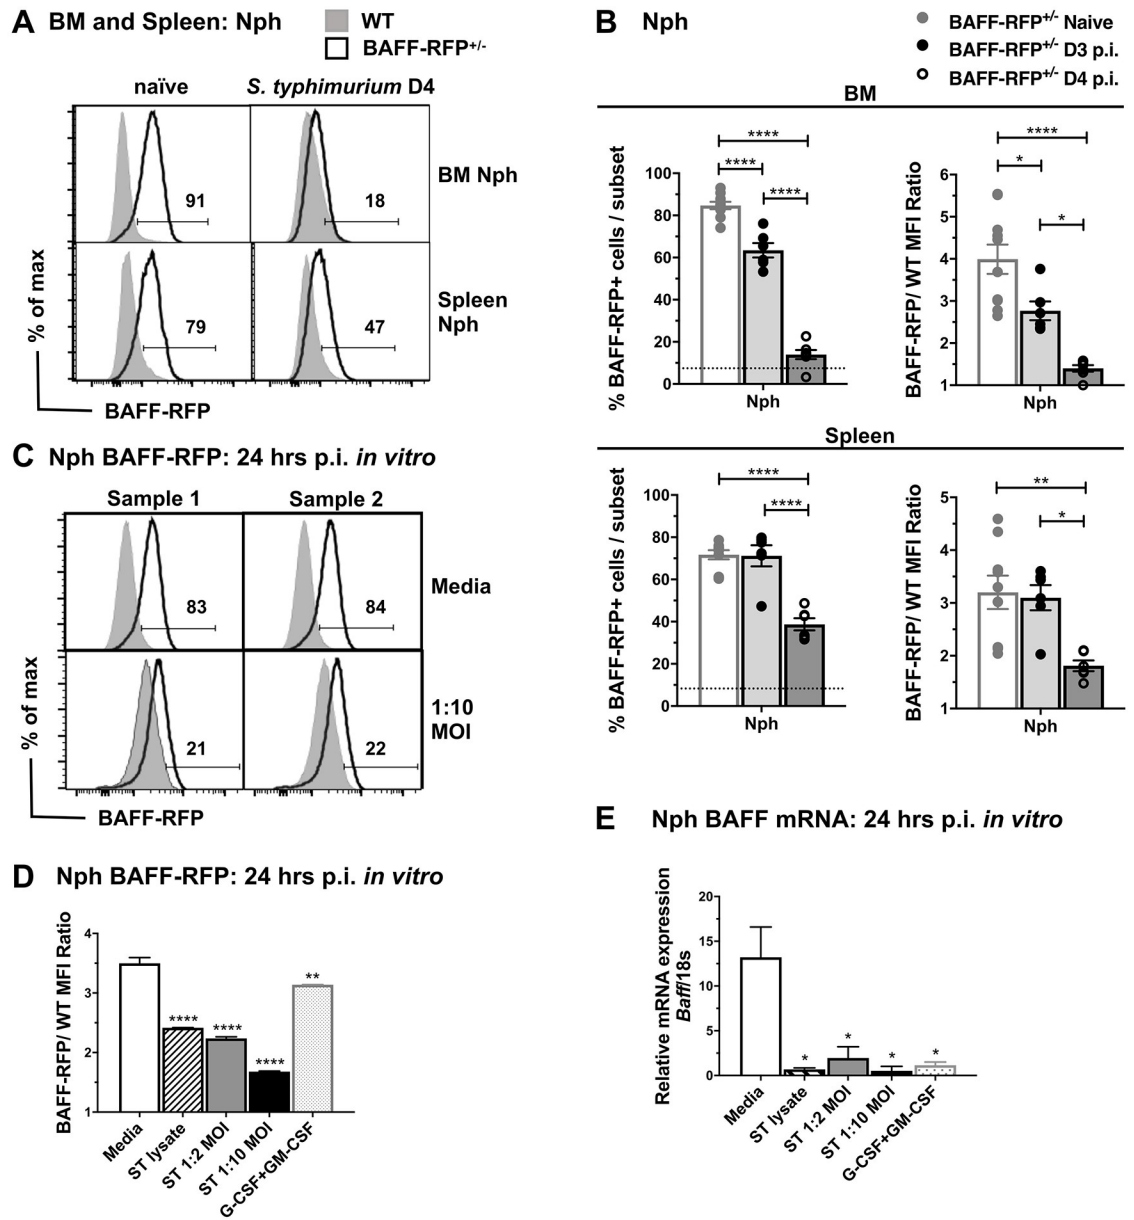 A BM and Spleen: Nph
WT
BAFF-RFP+/-
naïve
S. typhimurium D4
91
18
BM Nph
79
47
Spleen
Nph
% of max
BAFF-RFP
B Nph
BAFF-RFP+/- Naive
BAFF-RFP+/- D3 p.i.
BAFF-RFP+/- D4 p.i.
BM
% BAFF-RFP+ cells / subset
100
80
60
40
20
0
****
****
****
Nph
BAFF-RFP/ WT MFI Ratio
6
5
4
3
2
1
****
*
*
Nph
Spleen
% BAFF-RFP+ cells / subset
100
80
60
40
20
0
****
****
Nph
BAFF-RFP/ WT MFI Ratio
5
4
3
2
1
**
*
Nph
C Nph BAFF-RFP: 24 hrs p.i. in vitro
Sample 1
Sample 2
83
84
Media
21
22
1:10
MOI
% of max
BAFF-RFP
D Nph BAFF-RFP: 24 hrs p.i. in vitro
BAFF-RFP/ WT MFI Ratio
4
3
2
1
****
****
****
**
Media
ST lysate
ST 1:2 MOI
ST 1:10 MOI
G-CSF+GM-CSF
E Nph BAFF mRNA: 24 hrs p.i. in vitro
Relative mRNA expression
Baff/18s
20
15
10
5
0
*
*
*
*
Media
ST lysate
ST 1:2 MOI
ST 1:10 MOI
G-CSF+GM-CSF